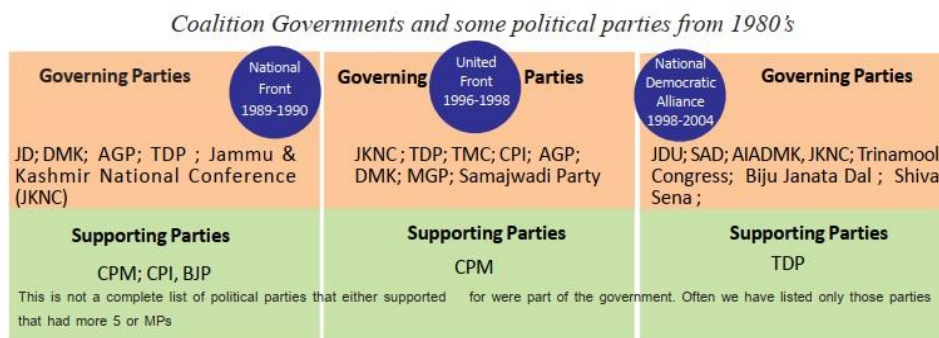 Coalition Governments and some political parties from 1980's
Governing Parties
National
Front
1989-1990
JD; DMK; AGP; TDP ; Jammu &
Kashmir National Conference
(JKNC)
Supporting Parties
CPM; CPI, BJP
Governing Parties
United
Front
1996-1998
JKNC ; TDP; TMC; CPI; AGP;
DMK; MGP; Samajwadi Party
Supporting Parties
CPM
National
Democratic
Alliance
1998-2004
Governing Parties
JDU; SAD; AIADMK, JKNC; Trinamool
Congress; Biju Janata Dal ; Shiva
Sena ;
Supporting Parties
TDP
This is not a complete list of political parties that either supported for were part of the government. Often we have listed only those parties
that had more 5 or MPs